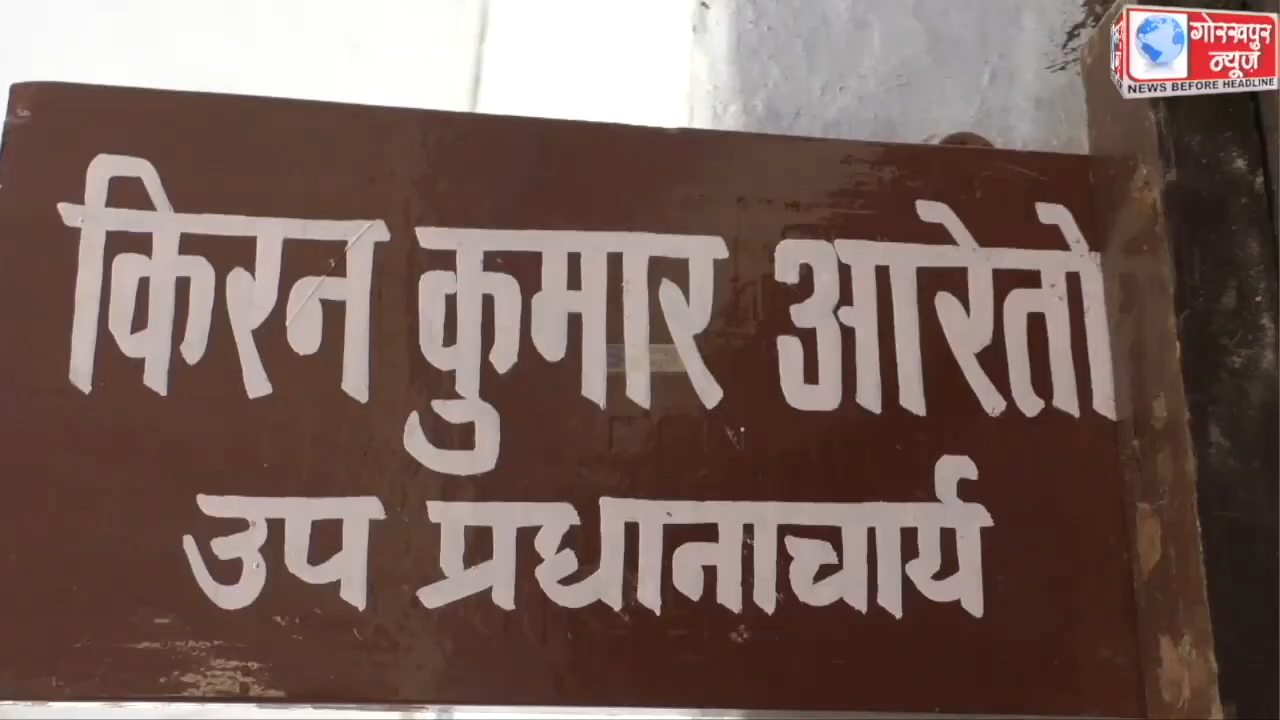 गोरखपुर
न्यूज़
NEWS BEFORE HEADLINE
किरन कुमार आरेतो
उप प्रधानाचार्य